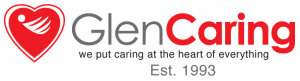 GlenCaring
we put caring at the heart of everything
Est. 1993